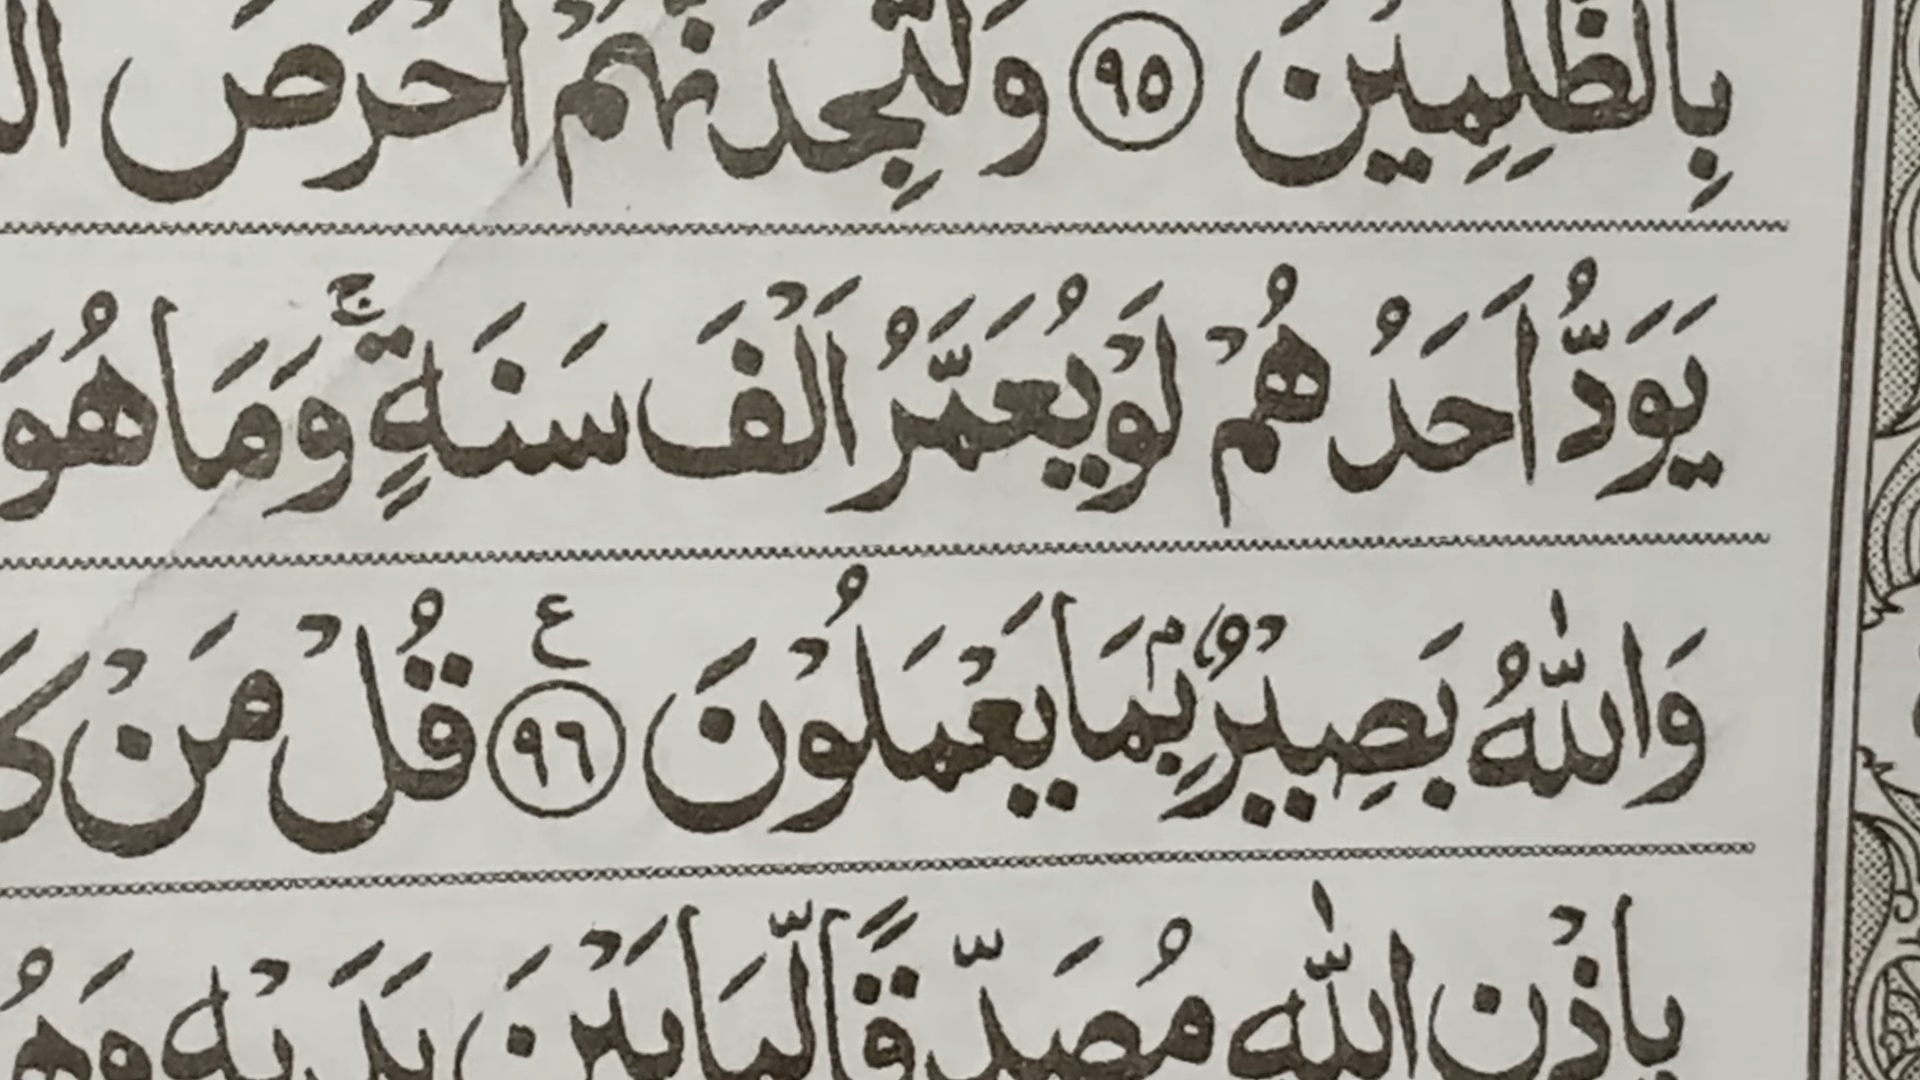 بِالظّٰلِمِيْنَ ﴿۹۵﴾ وَلَتَجِدَنَّهُمْ اَحْرَصَ
يَوَدُّ اَحَدُهُمْ لَوْ يُعَمَّرُ اَلْفَ سَنَةٍ ۚ وَمَا هُوَ
وَاللّٰهُ بَصِيْرٌۢ بِمَا يَعْمَلُوْنَ ﴿۹۶﴾ ع قُلْ مَنْ
بِاِذْنِ اللّٰهِ مُصَدِّقًا لِّمَا بَيْنَ يَدَيْهِ